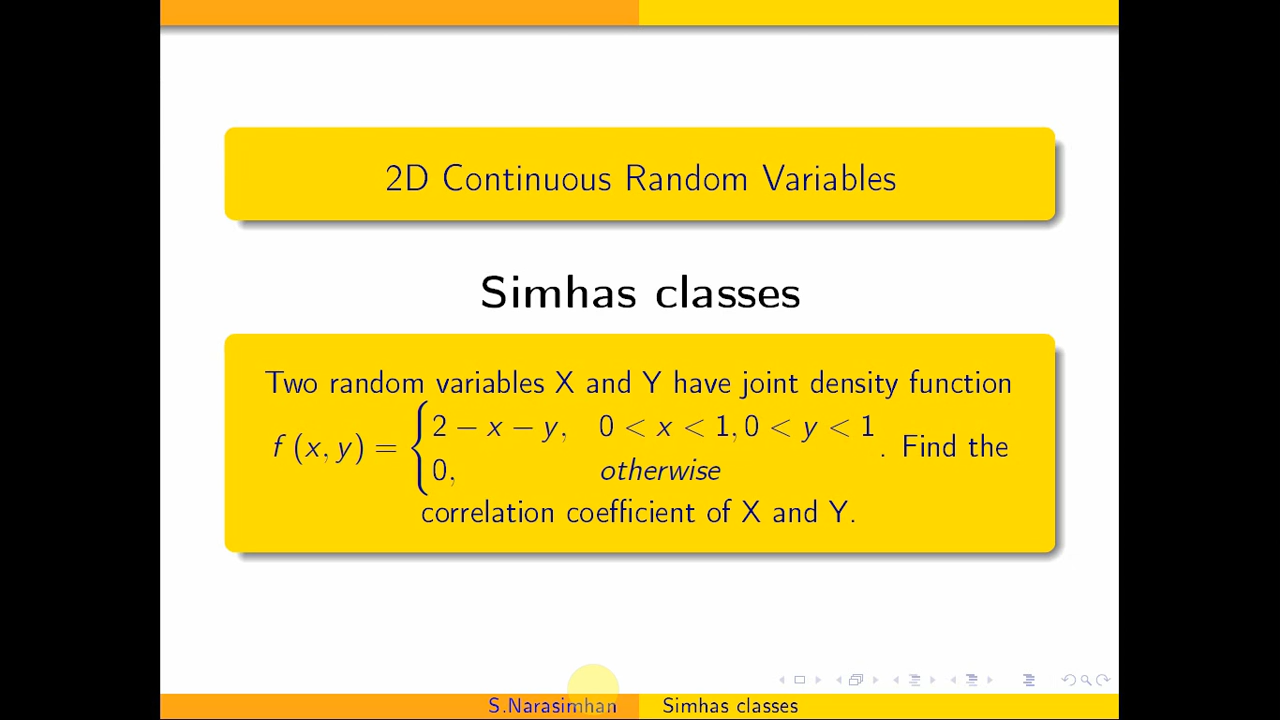 2D Continuous Random Variables
Simhas classes
Two random variables X and Y have joint density function
f (x, y) = { 2 − x − y, 0 < x < 1, 0 < y < 1
0, otherwise . Find the
correlation coefficient of X and Y.
S.Narasimhan Simhas classes